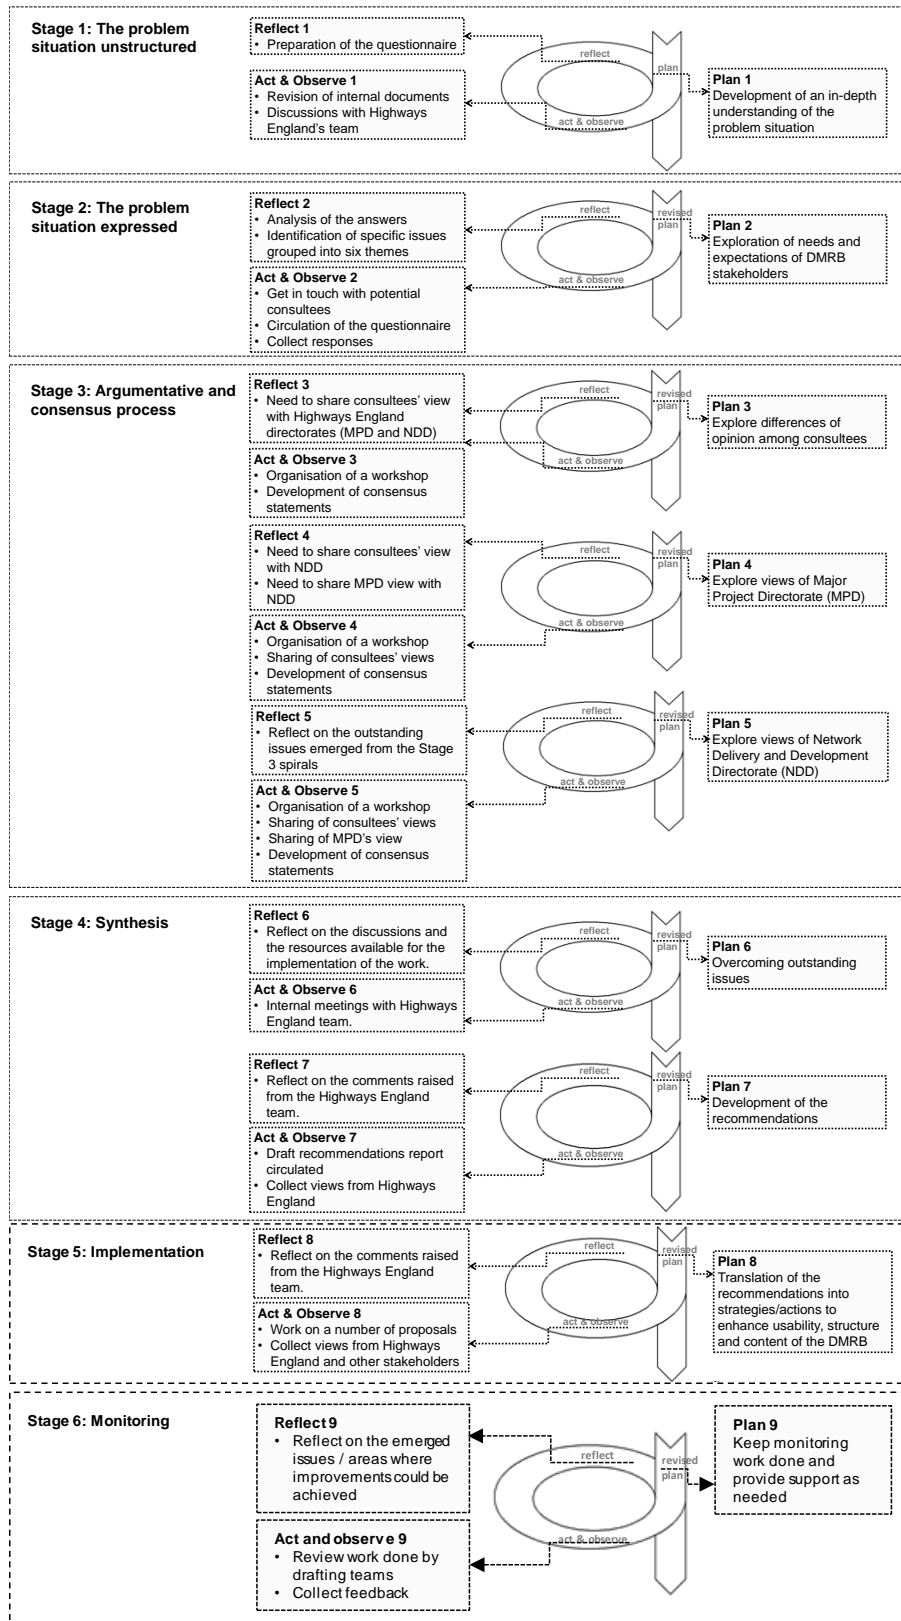 Stage 1: The problem
situation unstructured
Reflect 1
• Preparation of the questionnaire
Act & Observe 1
• Revision of internal documents
• Discussions with Highways
England's team
reflect
plan
act & observe
Plan 1
Development of an in-depth
understanding of the
problem situation
Stage 2: The problem
situation expressed
Reflect 2
• Analysis of the answers
• Identification of specific issues
grouped into six themes
Act & Observe 2
• Get in touch with potential
consultees
• Circulation of the questionnaire
• Collect responses
reflect
revised
plan
act & observe
Plan 2
Exploration of needs and
expectations of DMRB
stakeholders
Stage 3: Argumentative and
consensus process
Reflect 3
• Need to share consultees' view
with Highways England
directorates (MPD and NDD)
Act & Observe 3
• Organisation of a workshop
• Development of consensus
statements
reflect
revised
plan
act & observe
Plan 3
Explore differences of
opinion among consultees
Reflect 4
• Need to share consultees' view
with NDD
• Need to share MPD view with
NDD
Act & Observe 4
• Organisation of a workshop
• Sharing of consultees' views
• Development of consensus
statements
reflect
revised
plan
act & observe
Plan 4
Explore views of Major
Project Directorate (MPD)
Reflect 5
• Reflect on the outstanding
issues emerged from the Stage
3 spirals
Act & Observe 5
• Organisation of a workshop
• Sharing of consultees' views
• Sharing of MPD's view
• Development of consensus
statements
reflect
revised
plan
act & observe
Plan 5
Explore views of Network
Delivery and Development
Directorate (NDD)
Stage 4: Synthesis
Reflect 6
• Reflect on the discussions and
the resources available for the
implementation of the work.
Act & Observe 6
• Internal meetings with Highways
England team.
reflect
revised
plan
act & observe
Plan 6
Overcoming outstanding
issues
Reflect 7
• Reflect on the comments raised
from the Highways England
team.
Act & Observe 7
• Draft recommendations report
circulated
• Collect views from Highways
England
reflect
revised
plan
act & observe
Plan 7
Development of the
recommendations
Stage 5: Implementation
Reflect 8
• Reflect on the comments raised
from the Highways England
team.
Act & Observe 8
• Work on a number of proposals
• Collect views from Highways
England and other stakeholders
reflect
revised
plan
act & observe
Plan 8
Translation of the
recommendations into
strategies/actions to
enhance usability, structure
and content of the DMRB
Stage 6: Monitoring
Reflect 9
• Reflect on the emerged
issues / areas where
improvements could be
achieved
Act and observe 9
• Review work done by
drafting teams
• Collect feedback
reflect
revised
plan
act & observe
Plan 9
Keep monitoring
work done and
provide support as
needed